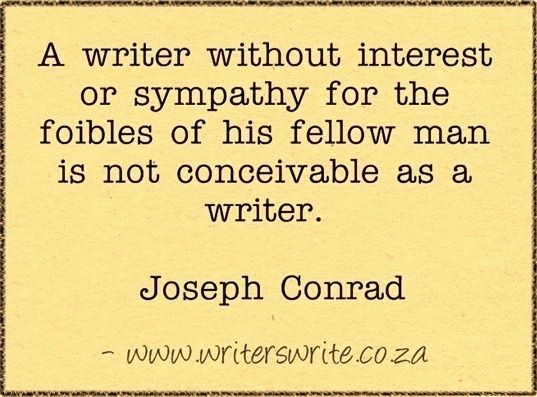 A writer without interest
or sympathy for the
foibles of his fellow man
is not conceivable as a
writer.
Joseph Conrad
- www.writerswrite.co.za